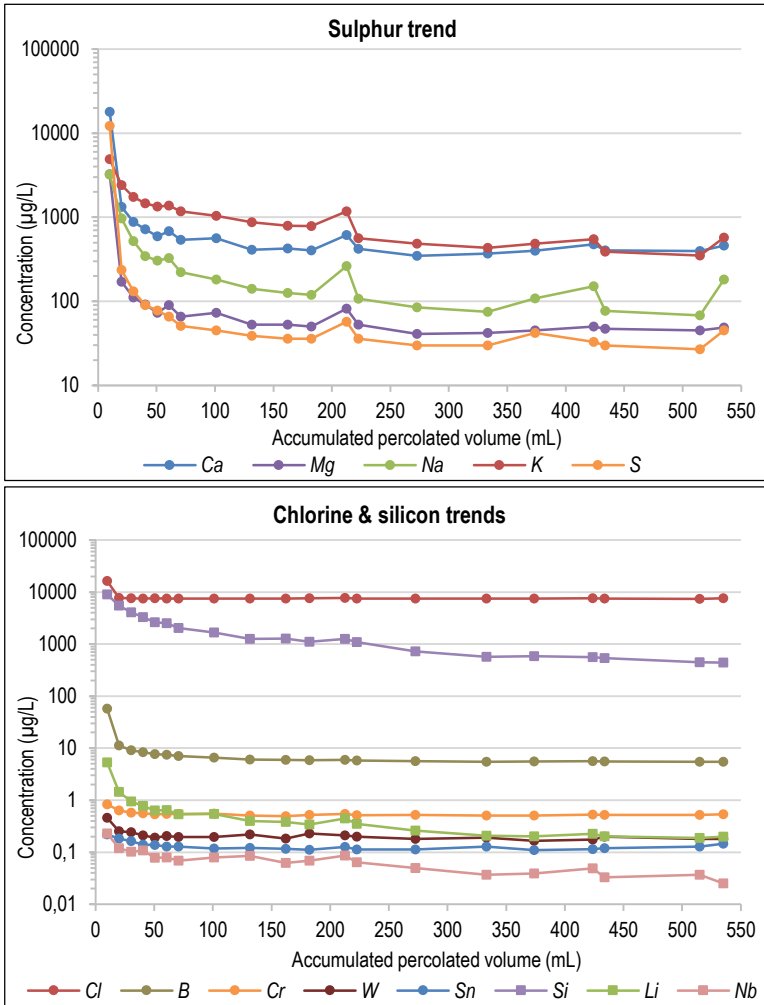 Sulphur trend
Concentration (µg/L)
100000
10000
1000
100
10
0 50 100 150 200 250 300 350 400 450 500 550
Accumulated percolated volume (mL)
Ca Mg Na K S
Chlorine & silicon trends
Concentration (µg/L)
100000
10000
1000
100
10
1
0,1
0,01
0 50 100 150 200 250 300 350 400 450 500 550
Accumulated percolated volume (mL)
Cl B Cr W Sn Si Li Nb